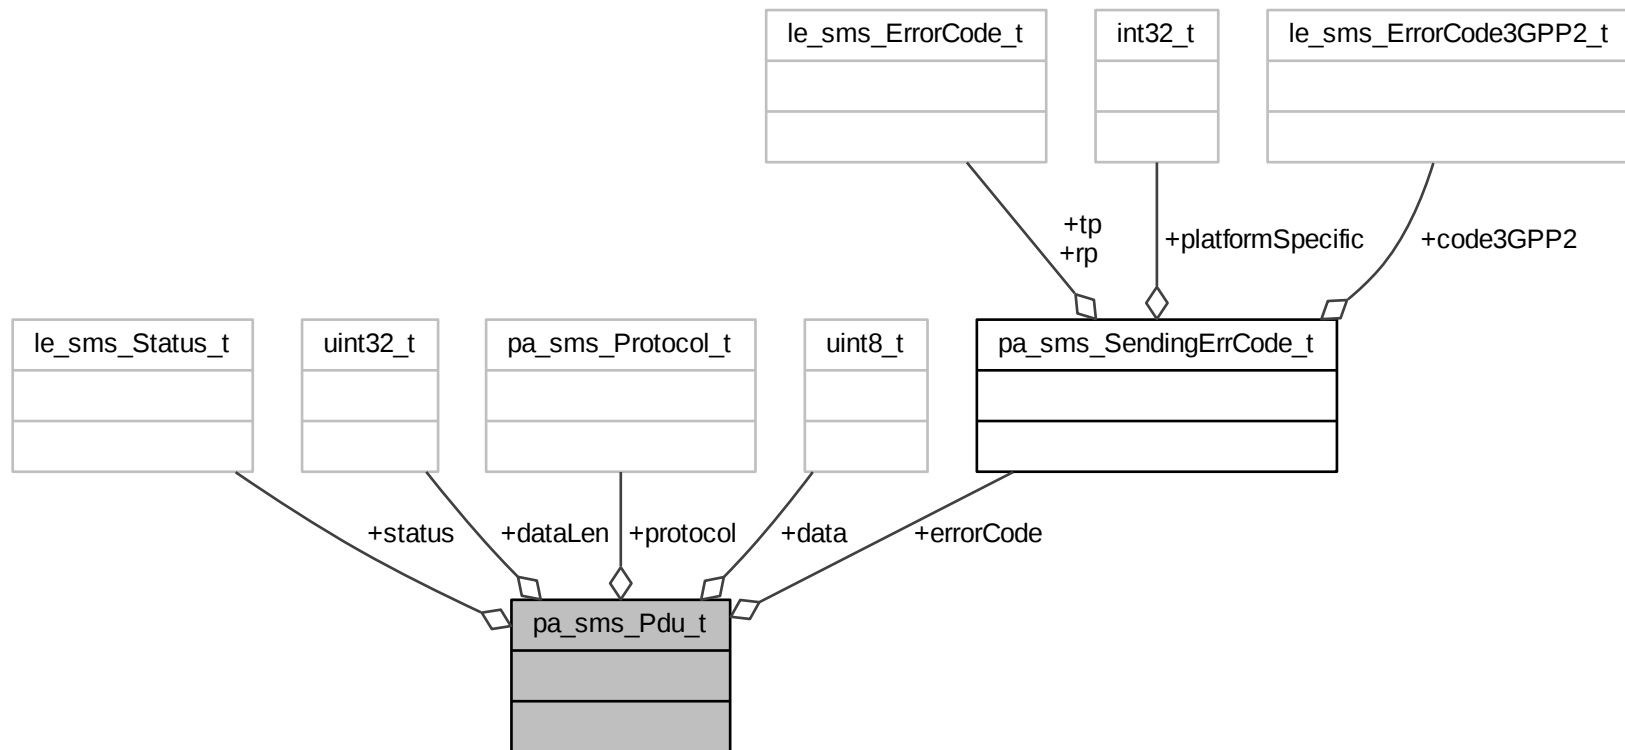 le_sms_ErrorCode_t
int32_t
le_sms_ErrorCode3GPP2_t
+tp
+rp
+platformSpecific
+code3GPP2
le_sms_Status_t
uint32_t
pa_sms_Protocol_t
uint8_t
pa_sms_SendingErrCode_t
+status
+dataLen
+protocol
+data
+errorCode
pa_sms_Pdu_t